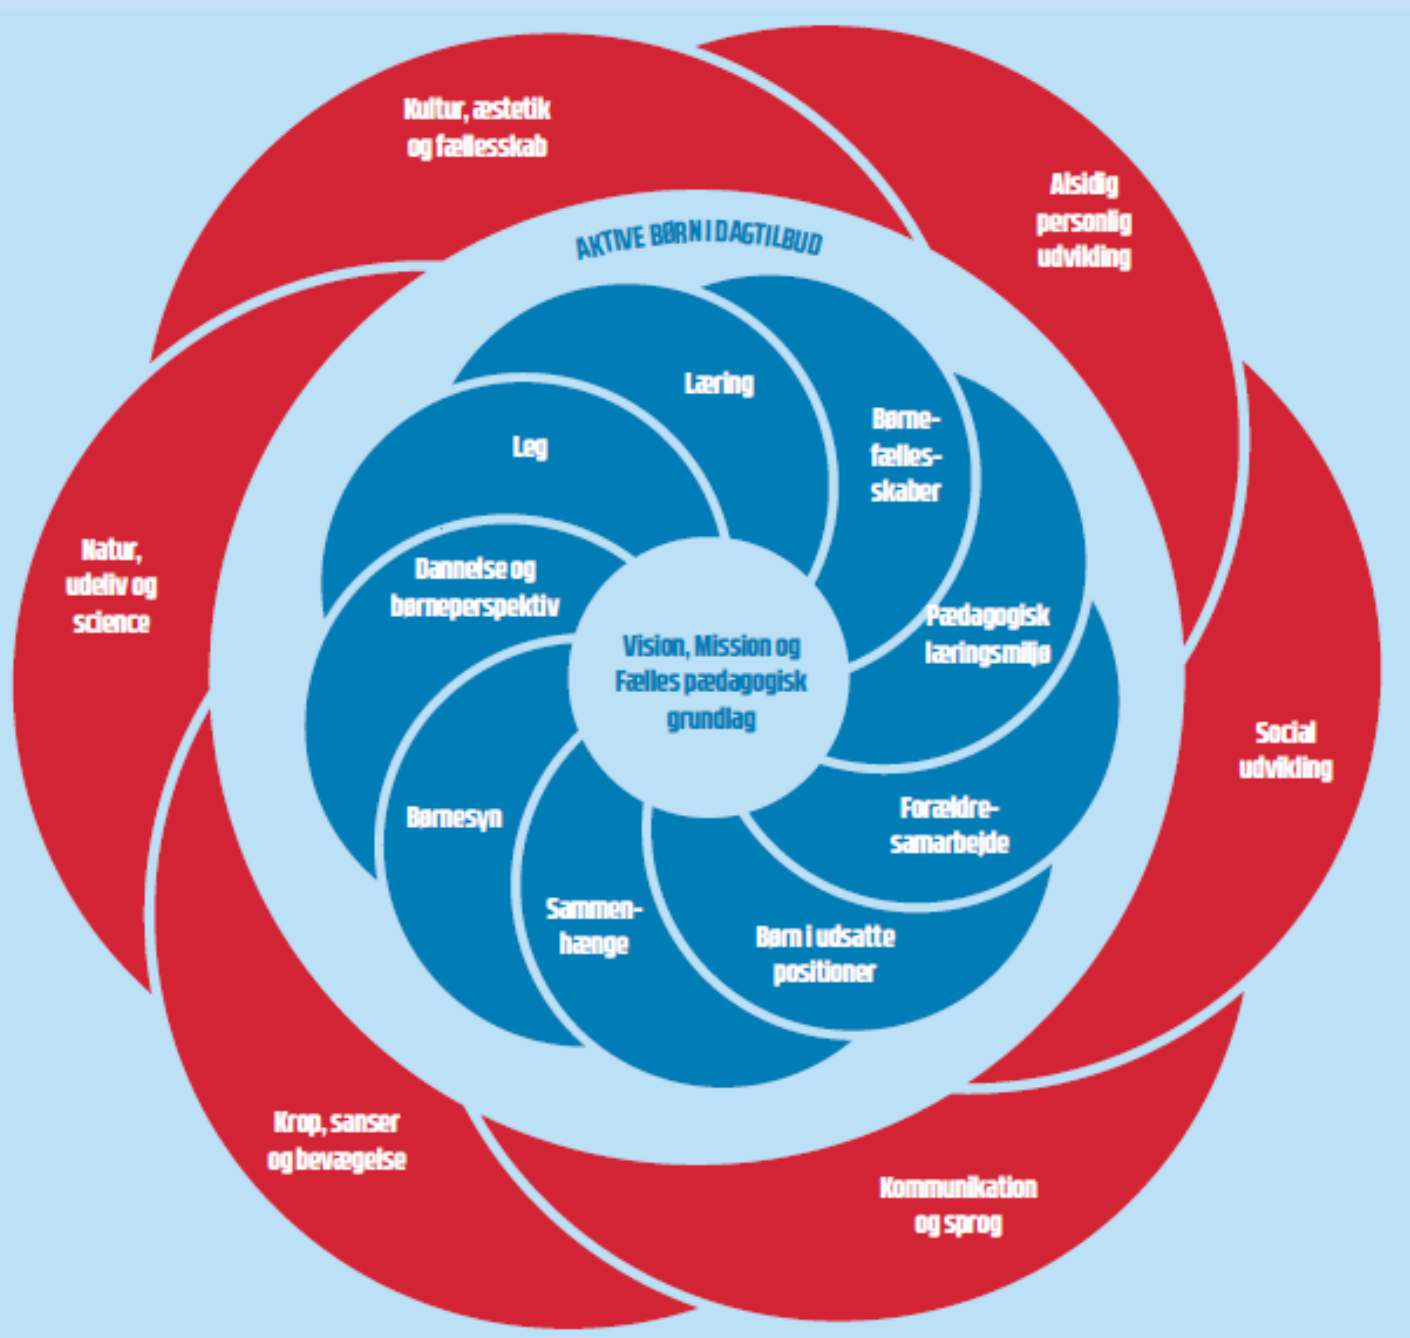 Kultur, æstetik
og fællesskab
Alsidig
personlig
udvikling
AKTIVE BØRN I DAGTILBUD
Læring
Børne-
fælles-
skaber
Leg
Natur,
udeliv og
science
Dannelse og
børneperspektiv
Pædagogisk
læringsmiljø
Vision, Mission og
Fælles pædagogisk
grundlag
Social
udvikling
Børnesyn
Forældre-
samarbejde
Sammen-
hænge
Børn i udsatte
positioner
Krop, sanser
og bevægelse
Kommunikation
og sprog